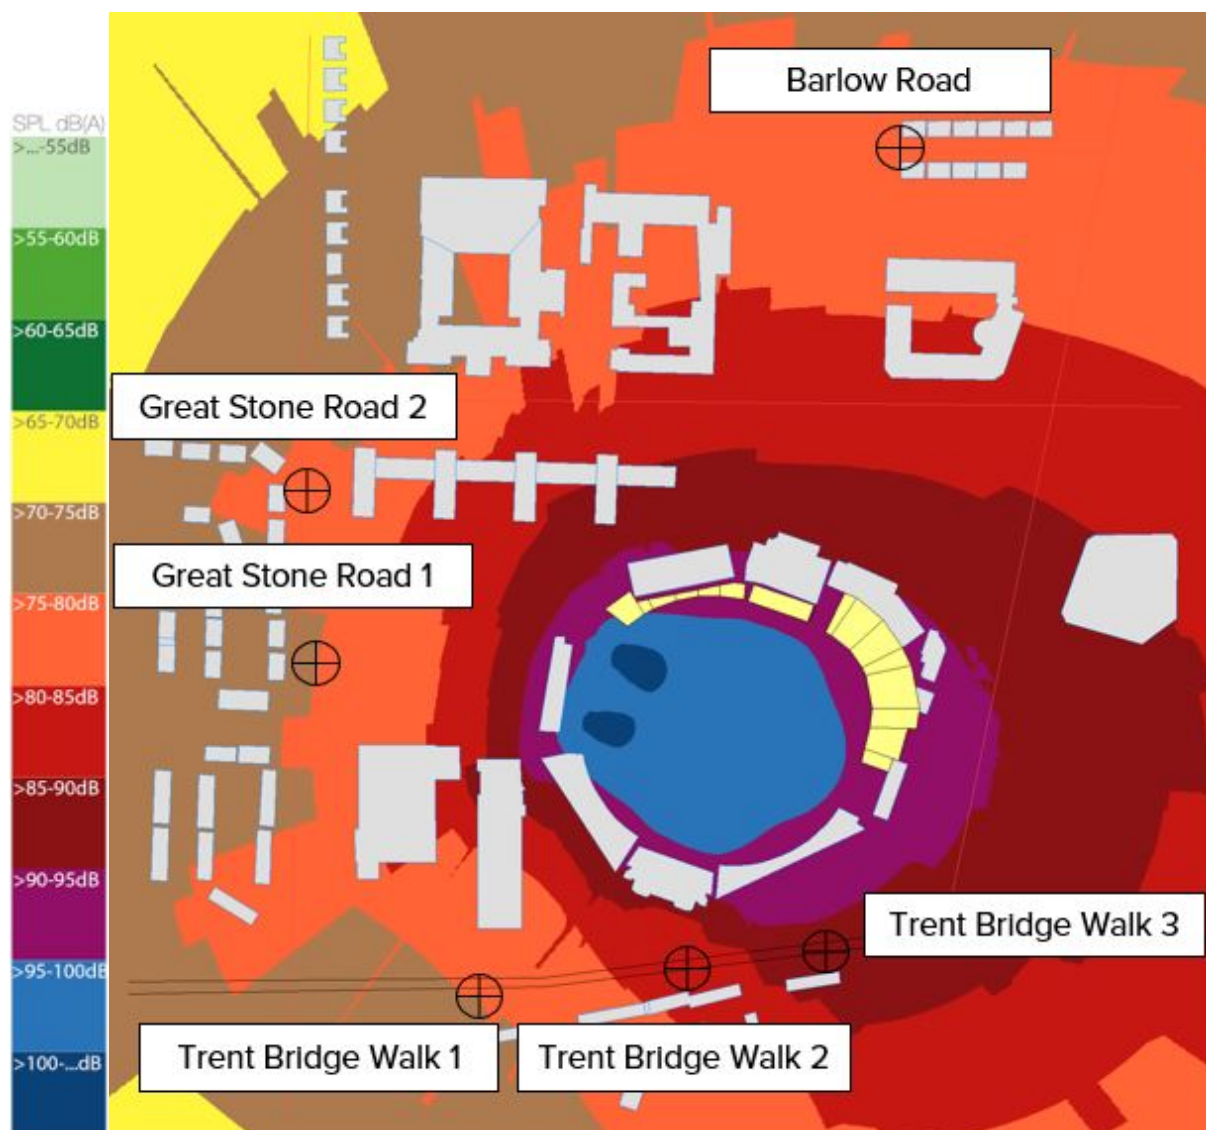 Barlow Road
SPL dB(A)
>...-55dB
>55-60dB
>60-65dB
>65-70dB
>70-75dB
>75-80dB
>80-85dB
>85-90dB
>90-95dB
>95-100dB
>100-...dB
Great Stone Road 2
Great Stone Road 1
Trent Bridge Walk 3
Trent Bridge Walk 1
Trent Bridge Walk 2